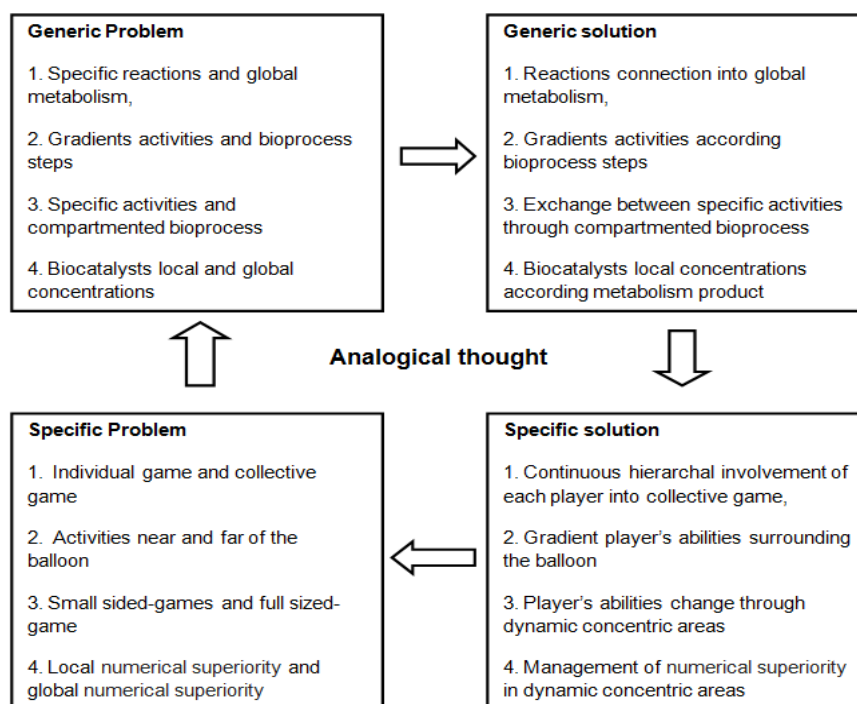 Generic Problem
1. Specific reactions and global
metabolism,
2. Gradients activities and bioprocess
steps
3. Specific activities and
compartmented bioprocess
4. Biocatalysts local and global
concentrations
Generic solution
1. Reactions connection into global
metabolism,
2. Gradients activities according
bioprocess steps
3. Exchange between specific activities
through compartmented bioprocess
4. Biocatalysts local concentrations
according metabolism product
Analogical thought
Specific Problem
1. Individual game and collective
game
2. Activities near and far of the
balloon
3. Small sided-games and full sized-
game
4. Local numerical superiority and
global numerical superiority
Specific solution
1. Continuous hierarchal involvement of
each player into collective game,
2. Gradient player's abilities surrounding
the balloon
3. Player's abilities change through
dynamic concentric areas
4. Management of numerical superiority
in dynamic concentric areas